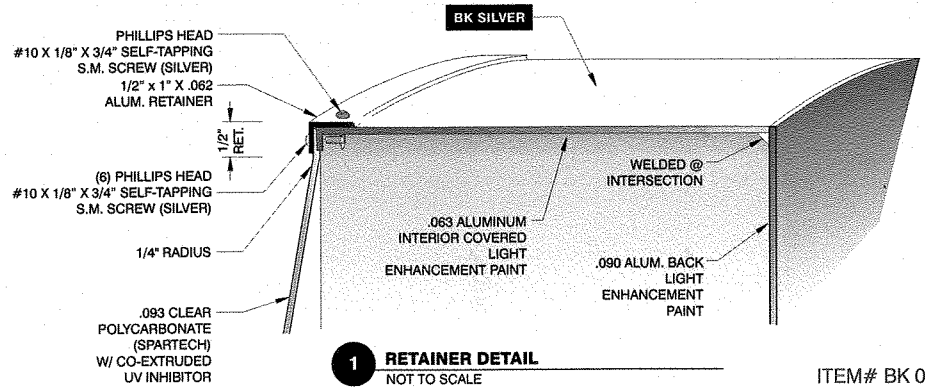 BK SILVER
PHILLIPS HEAD
#10 X 1/8" X 3/4" SELF-TAPPING
S.M. SCREW (SILVER)
1/2" x 1" X .062
ALUM. RETAINER
1/2"
RET.
(6) PHILLIPS HEAD
#10 X 1/8" X 3/4" SELF-TAPPING
S.M. SCREW (SILVER)
1/4" RADIUS
.093 CLEAR
POLYCARBONATE
(SPARTECH)
W/ CO-EXTRUDED
UV INHIBITOR
.063 ALUMINUM
INTERIOR COVERED
LIGHT
ENHANCEMENT PAINT
WELDED @
INTERSECTION
.090 ALUM. BACK
LIGHT
ENHANCEMENT
PAINT
1 RETAINER DETAIL
NOT TO SCALE
ITEM# BK 0